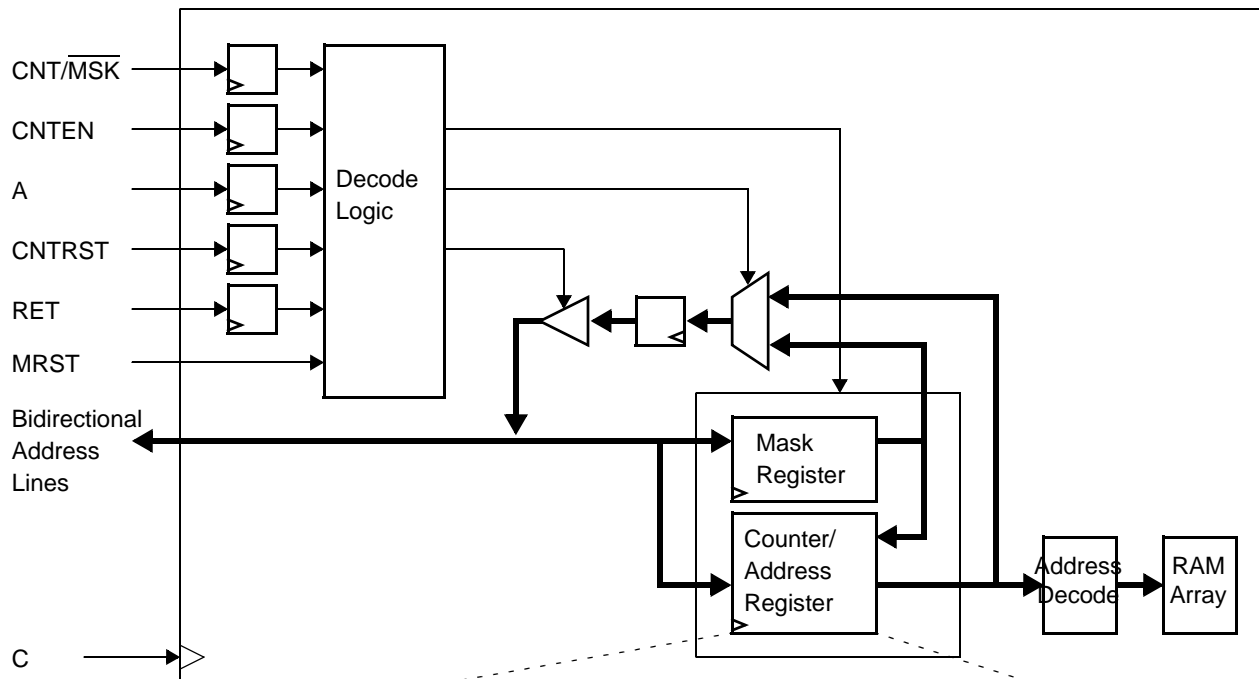 CNT/M̅S̅K̅
CNTEN
A
CNTRST
RET
MRST
Bidirectional
Address
Lines
C
Decode
Logic
Mask
Register
Counter/
Address
Register
Address
Decode
RAM
Array